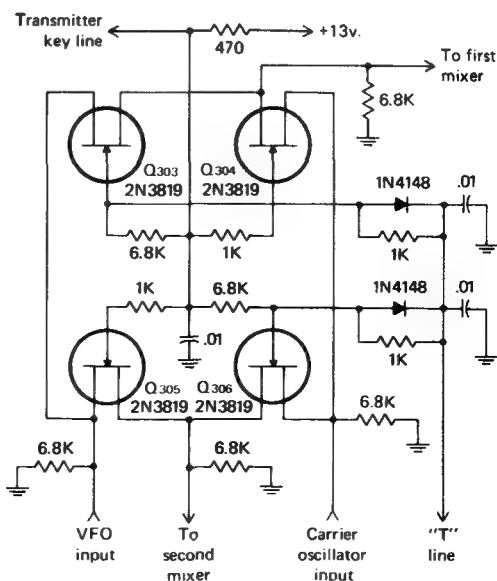 Transmitter
key line
470
+13v.
To first
mixer
6.8K
Q303
2N3819
Q304
2N3819
1N4148
.01
6.8K
1K
1K
1N4148
.01
1K
6.8K
.01
1K
Q305
2N3819
Q306
2N3819
6.8K
6.8K
6.8K
VFO
input
To
second
mixer
Carrier
oscillator
input
"T"
line